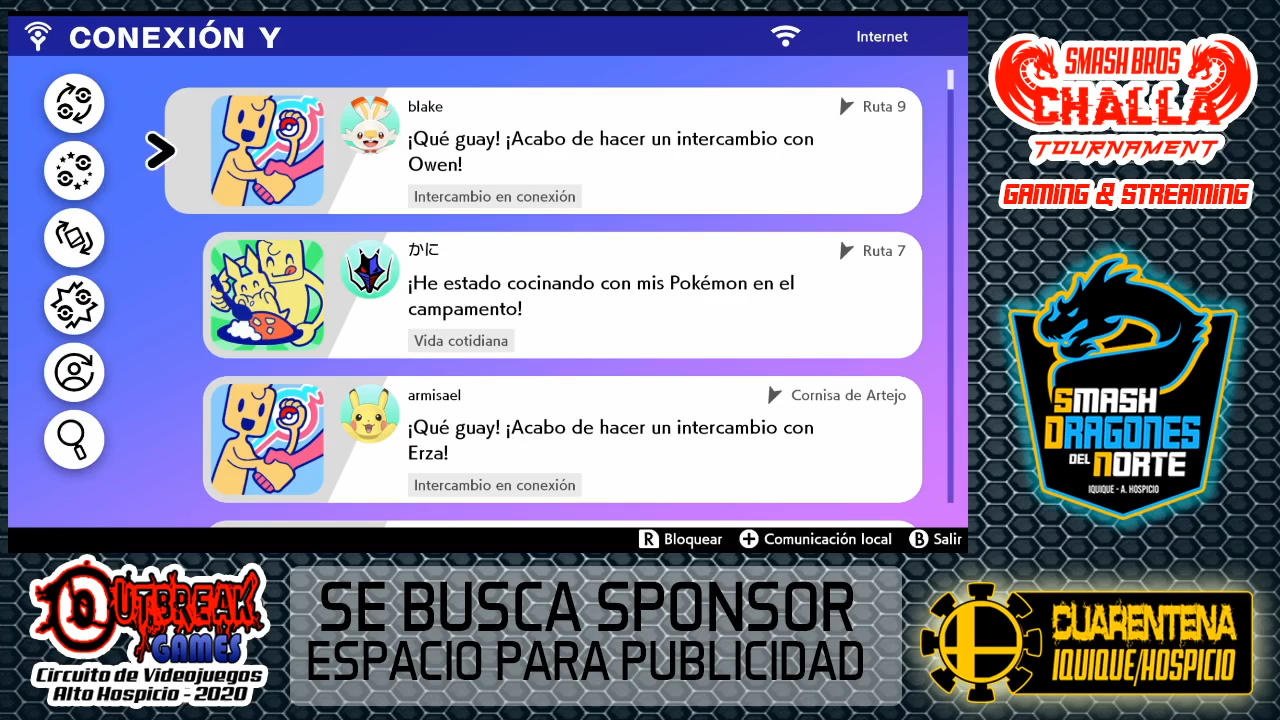 CONEXIÓN Y
Internet
blake
Ruta 9
¡Qué guay! ¡Acabo de hacer un intercambio con
Owen!
Intercambio en conexión
かに
Ruta 7
¡He estado cocinando con mis Pokémon en el
campamento!
Vida cotidiana
armisael
Cornisa de Artejo
¡Qué guay! ¡Acabo de hacer un intercambio con
Erza!
Intercambio en conexión
R Bloquear
+ Comunicación local
B Salir
SMASH BROS
CHALLA
TOURNAMENT
GAMING & STREAMING
SMASH
DRAGONES
DEL NORTE
IQUIQUE - A. HOSPICIO
OUTBREAK
GAMES
Circuito de Videojuegos
Alto Hospicio - 2020
SE BUSCA SPONSOR
ESPACIO PARA PUBLICIDAD
CUARENTENA
IQUIQUE/HOSPICIO